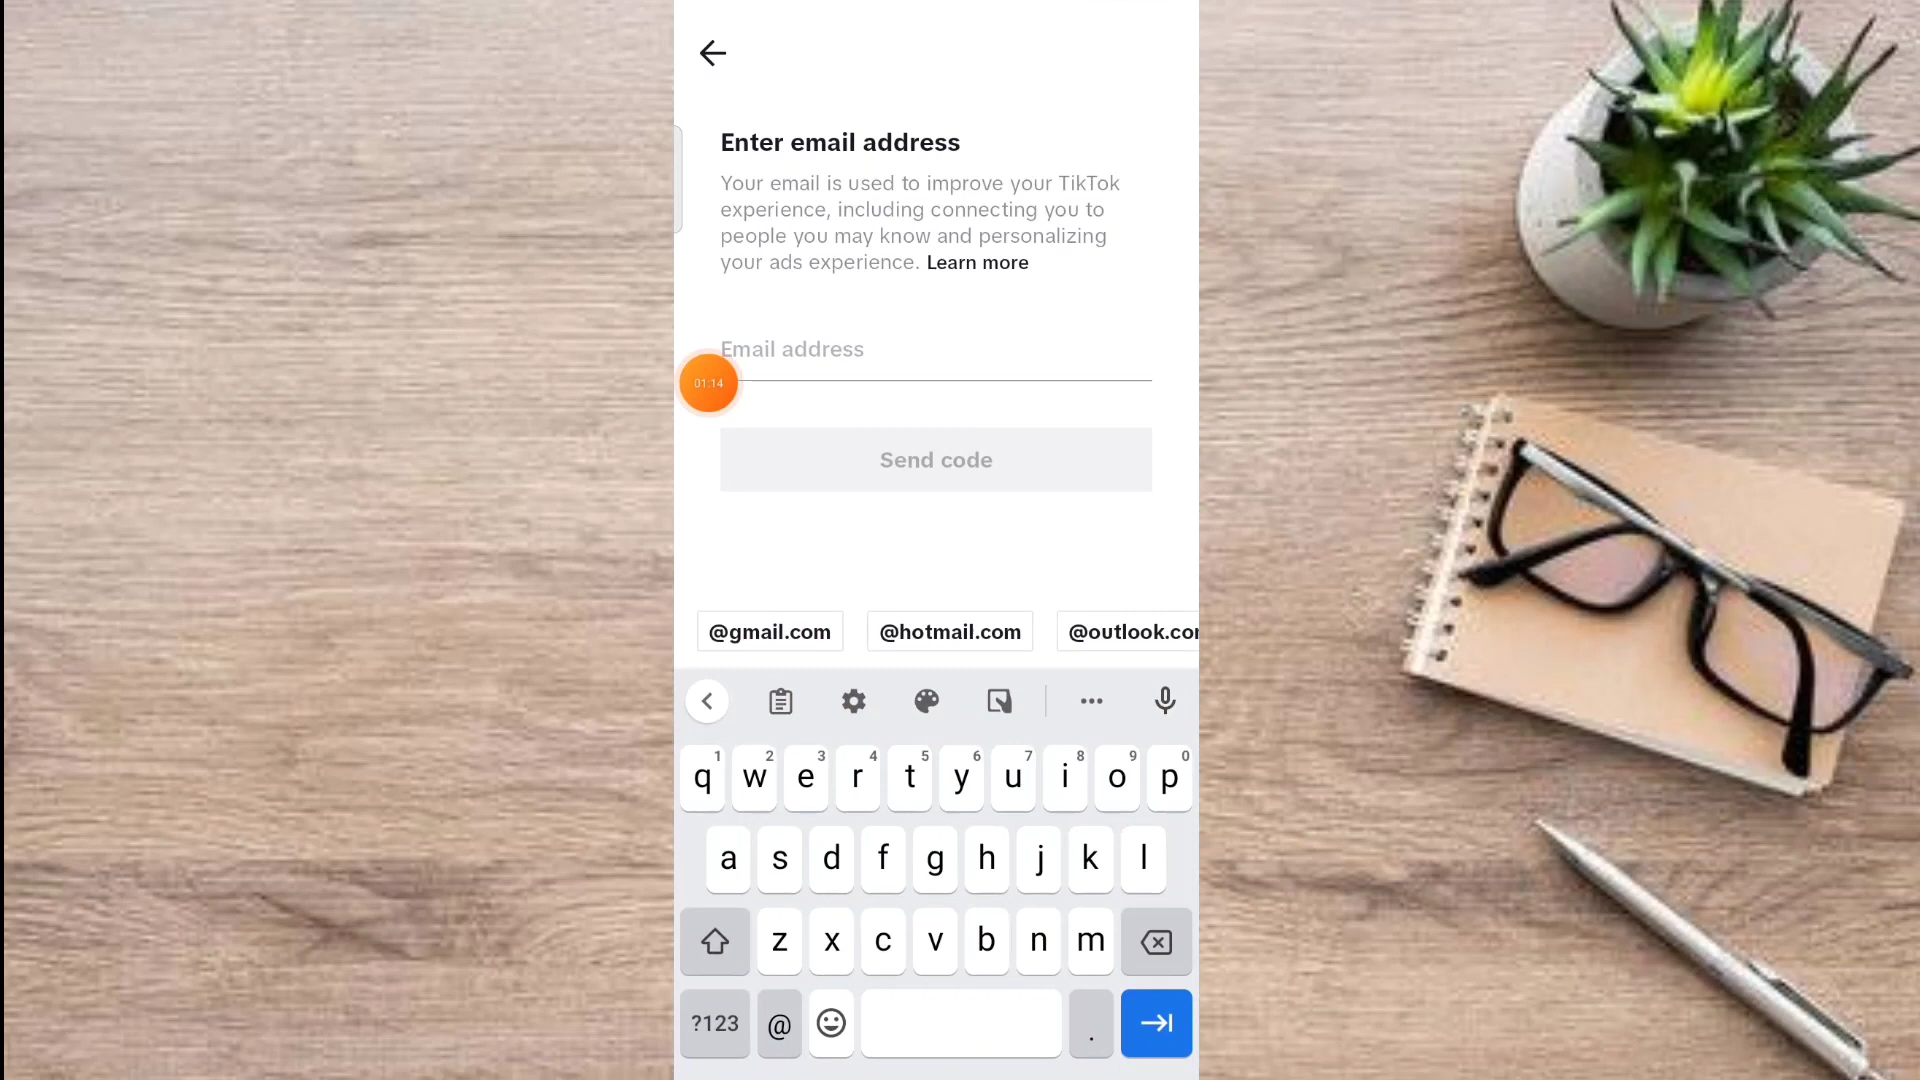 Enter email address
Your email is used to improve your TikTok
experience, including connecting you to
people you may know and personalizing
your ads experience. Learn more
Email address
01:14
Send code
@gmail.com @hotmail.com @outlook.com
1 2 3 4 5 6 7 8 9 0
q w e r t y u i o p
a s d f g h j k l
z x c v b n m
?123 @ .